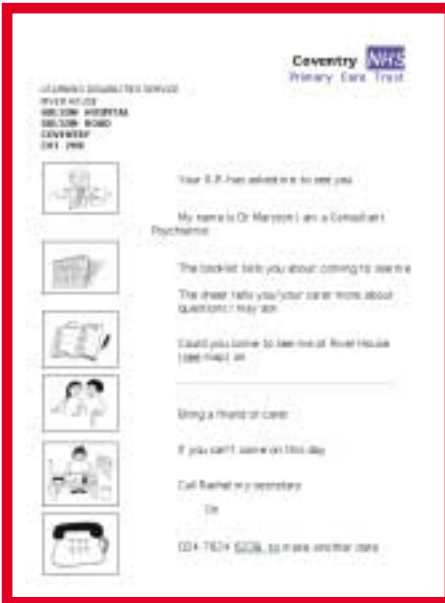 Coventry NHS
Primary Care Trust
LEARNING DISABILITIES SERVICE
RIVER HOUSE
GULSON HOSPITAL
GULSON ROAD
COVENTRY
CV1 2HR
Your G.P. has asked me to see you
My name is Dr Marston I am a Consultant
Psychiatrist
The booklet tells you about coming to see me
The sheet tells you/your carer more about
questions I may ask
Could you come to see me at River House
(see map) on
Bring a friend or carer
If you can't come on this day
Call Rachel my secretary
On
024 7624 to make another date